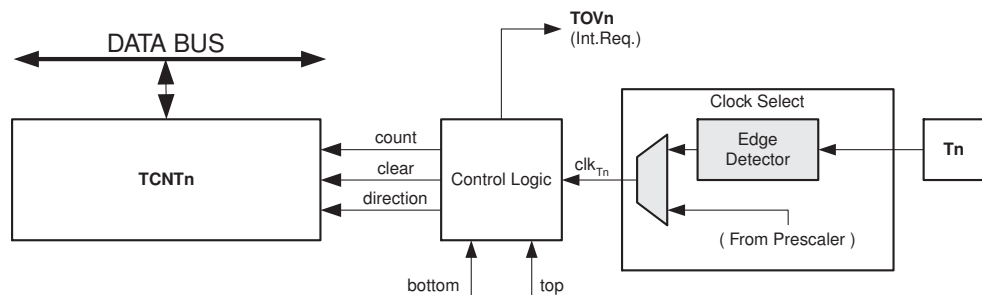 TOVn
(Int.Req.)
DATA BUS
Clock Select
count
Edge
Detector
Tn
TCNTn
clear
Control Logic
clkTn
direction
( From Prescaler )
bottom
top